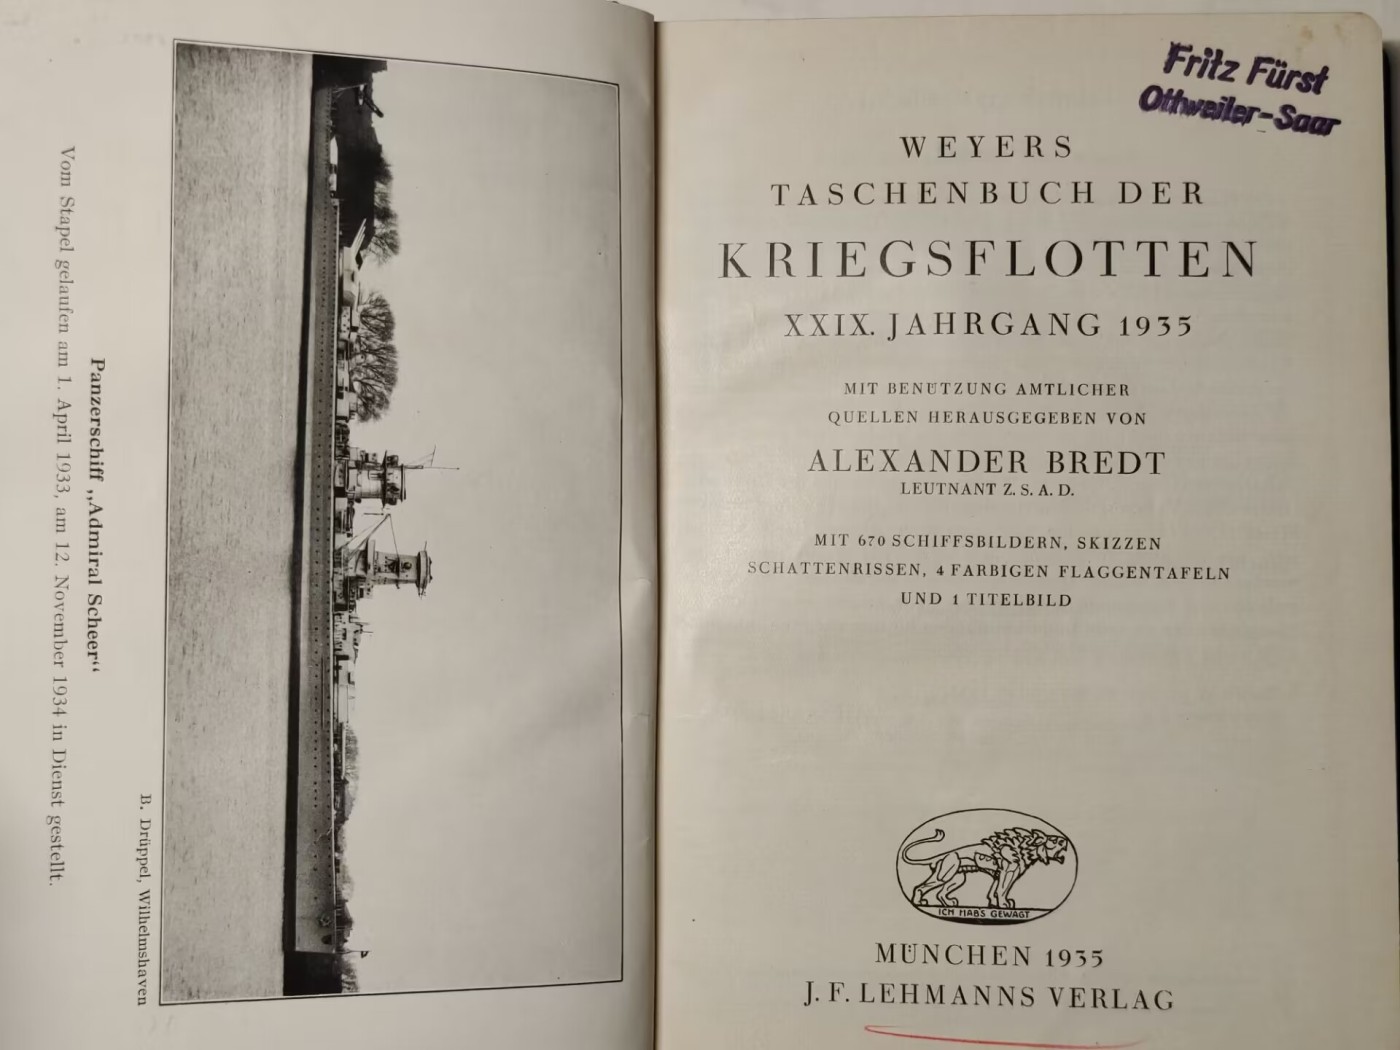 Panzerschiff „Admiral Scheer“
Vom Stapel gelaufen am 1. April 1933, am 12. November 1934 in Dienst gestellt.
B. Drüppel, Wilhelmshaven
Fritz Fürst
Ottweiler-Saar
WEYERS
TASCHENBUCH DER
KRIEGSFLOTTEN
XXIX. JAHRGANG 1935
MIT BENÜTZUNG AMTLICHER
QUELLEN HERAUSGEGEBEN VON
ALEXANDER BREDT
LEUTNANT Z. S. A. D.
MIT 670 SCHIFFSBILDERN, SKIZZEN
SCHATTENRISSEN, 4 FARBIGEN FLAGGENTAFELN
UND 1 TITELBILD
ICH HABS GEWAGT
MÜNCHEN 1935
J. F. LEHMANNS VERLAG